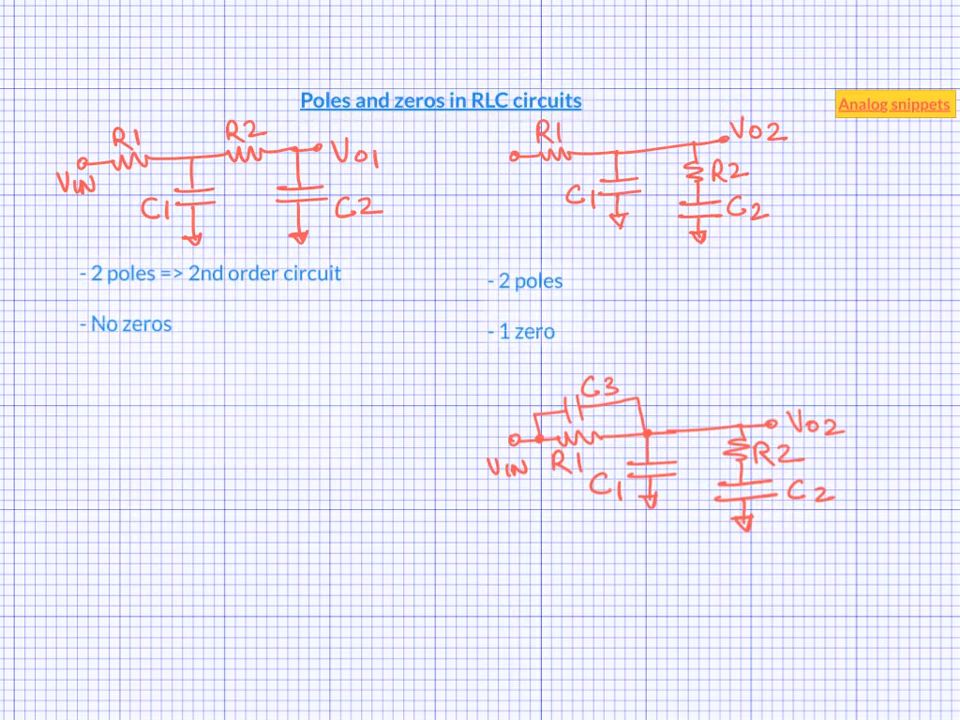 Poles and zeros in RLC circuits
Analog snippets
R1
R2
VIN
VO1
C1
C2
- 2 poles => 2nd order circuit
- No zeros
R1
VO2
C1
R2
C2
- 2 poles
- 1 zero
C3
VIN
R1
VO2
C1
R2
C2